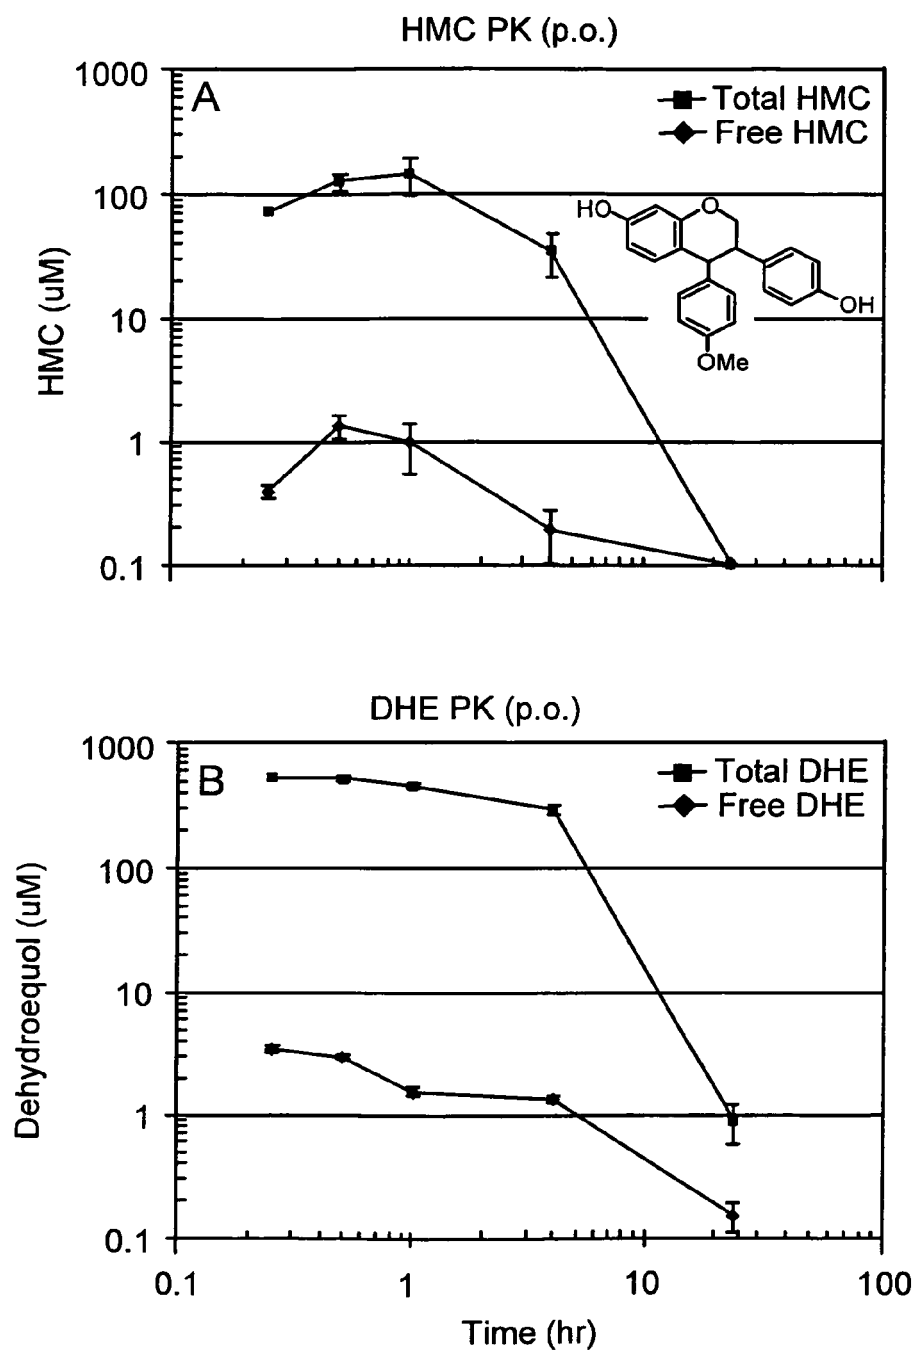 HMC PK (p.o.)
1000
A
Total HMC
Free HMC
100
HO
O
OH
OMe
10
HMC (uM)
1
0.1
DHE PK (p.o.)
1000
B
Total DHE
Free DHE
100
Dehydroequol (uM)
10
1
0.1
0.1 1 10 100
Time (hr)